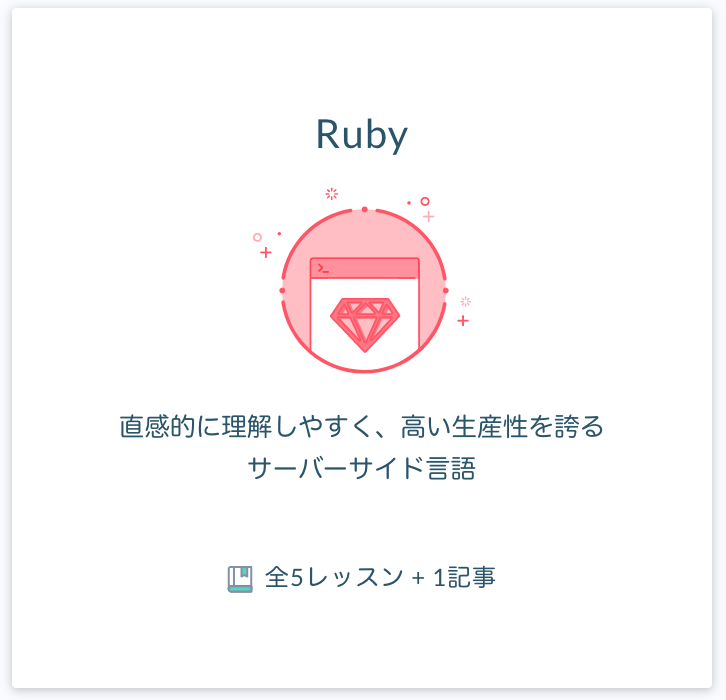 Ruby
>_
直感的に理解しやすく、高い生産性を誇る
サーバーサイド言語
全5レッスン + 1記事